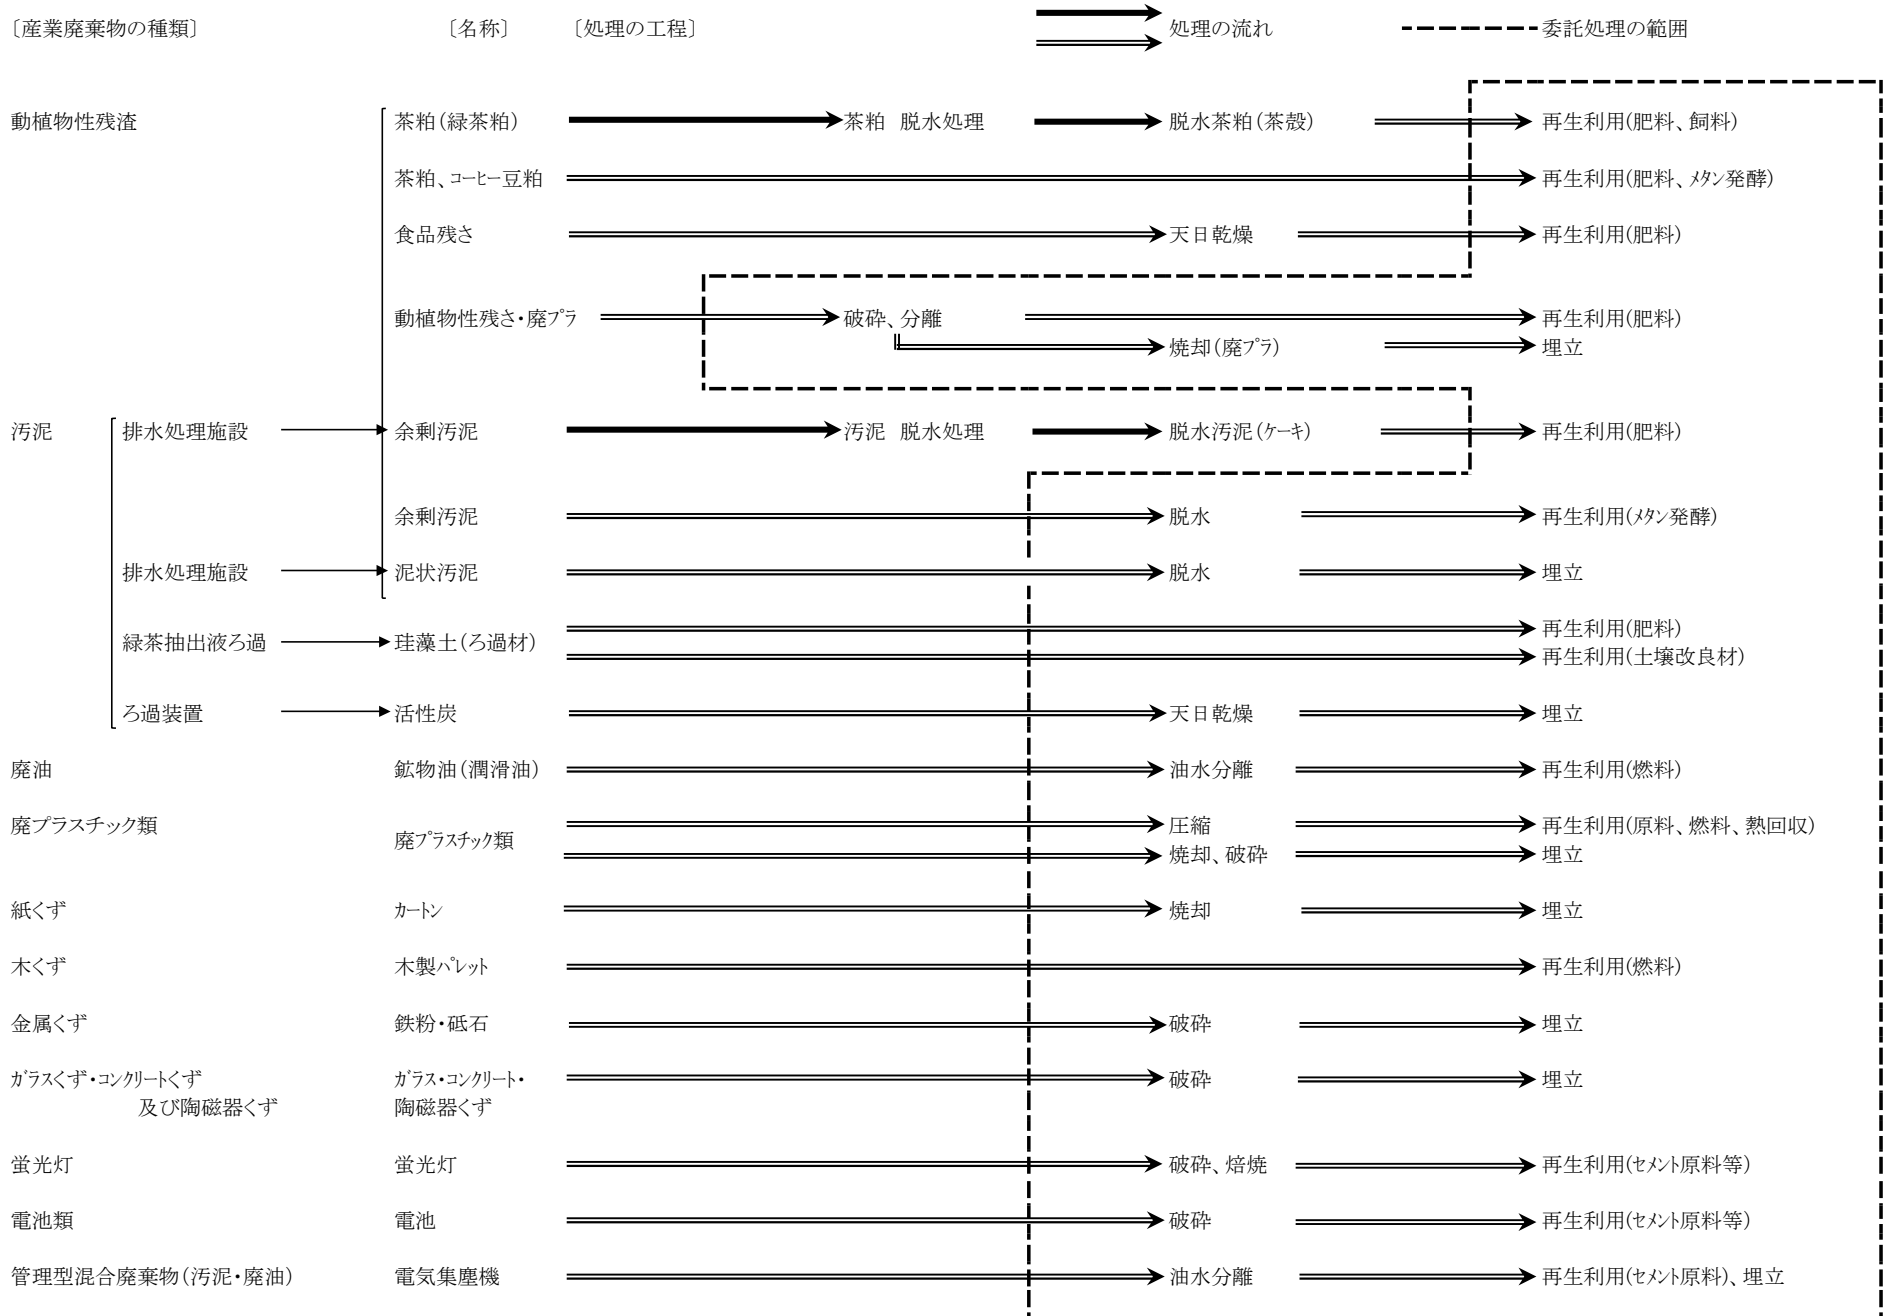 〔産業廃棄物の種類〕 〔名称〕 〔処理の工程〕 処理の流れ 委託処理の範囲
動植物性残渣 茶粕(緑茶粕) 茶粕 脱水処理 脱水茶粕(茶殻) 再生利用(肥料、飼料)
茶粕、コーヒー豆粕 再生利用(肥料、メタン発酵)
食品残さ 天日乾燥 再生利用(肥料)
動植物性残さ・廃プラ 破砕、分離 再生利用(肥料)
焼却(廃プラ) 埋立
汚泥 排水処理施設 余剰汚泥 汚泥 脱水処理 脱水汚泥(ケーキ) 再生利用(肥料)
余剰汚泥 脱水 再生利用(メタン発酵)
排水処理施設 泥状汚泥 脱水 埋立
再生利用(肥料)
緑茶抽出液ろ過 珪藻土(ろ過材)
再生利用(土壌改良材)
ろ過装置 活性炭 天日乾燥 埋立
廃油 鉱物油(潤滑油) 油水分離 再生利用(燃料)
廃プラスチック類 圧縮 再生利用(原料、燃料、熱回収)
廃プラスチック類
焼却、破砕 埋立
紙くず カートン 焼却 埋立
木くず 木製パレット 再生利用(燃料)
金属くず 鉄粉・砥石 破砕 埋立
ガラスくず・コンクリートくず ガラス・コンクリート・ 破砕 埋立
及び陶磁器くず 陶磁器くず
蛍光灯 蛍光灯 破砕、焙焼 再生利用(セメント原料等)
電池類 電池 破砕 再生利用(セメント原料等)
管理型混合廃棄物(汚泥・廃油) 電気集塵機 油水分離 再生利用(セメント原料)、埋立